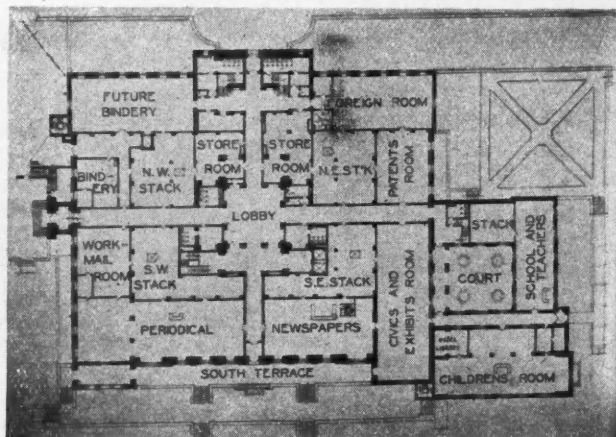 FUTURE
BINDERY
FOREIGN ROOM
STORE
ROOM
STORE
ROOM
BIND-
ERY
N.W.
STACK
N.E. ST'K
PATENTS
ROOM
LOBBY
WORK-
MAIL
ROOM
S.W.
STACK
S.E. STACK
CIVICS AND
EXHIBITS ROOM
STACK
COURT
SCHOOL AND
TEACHERS
PERIODICAL
NEWSPAPERS
SOUTH TERRACE
CHILDRENS ROOM